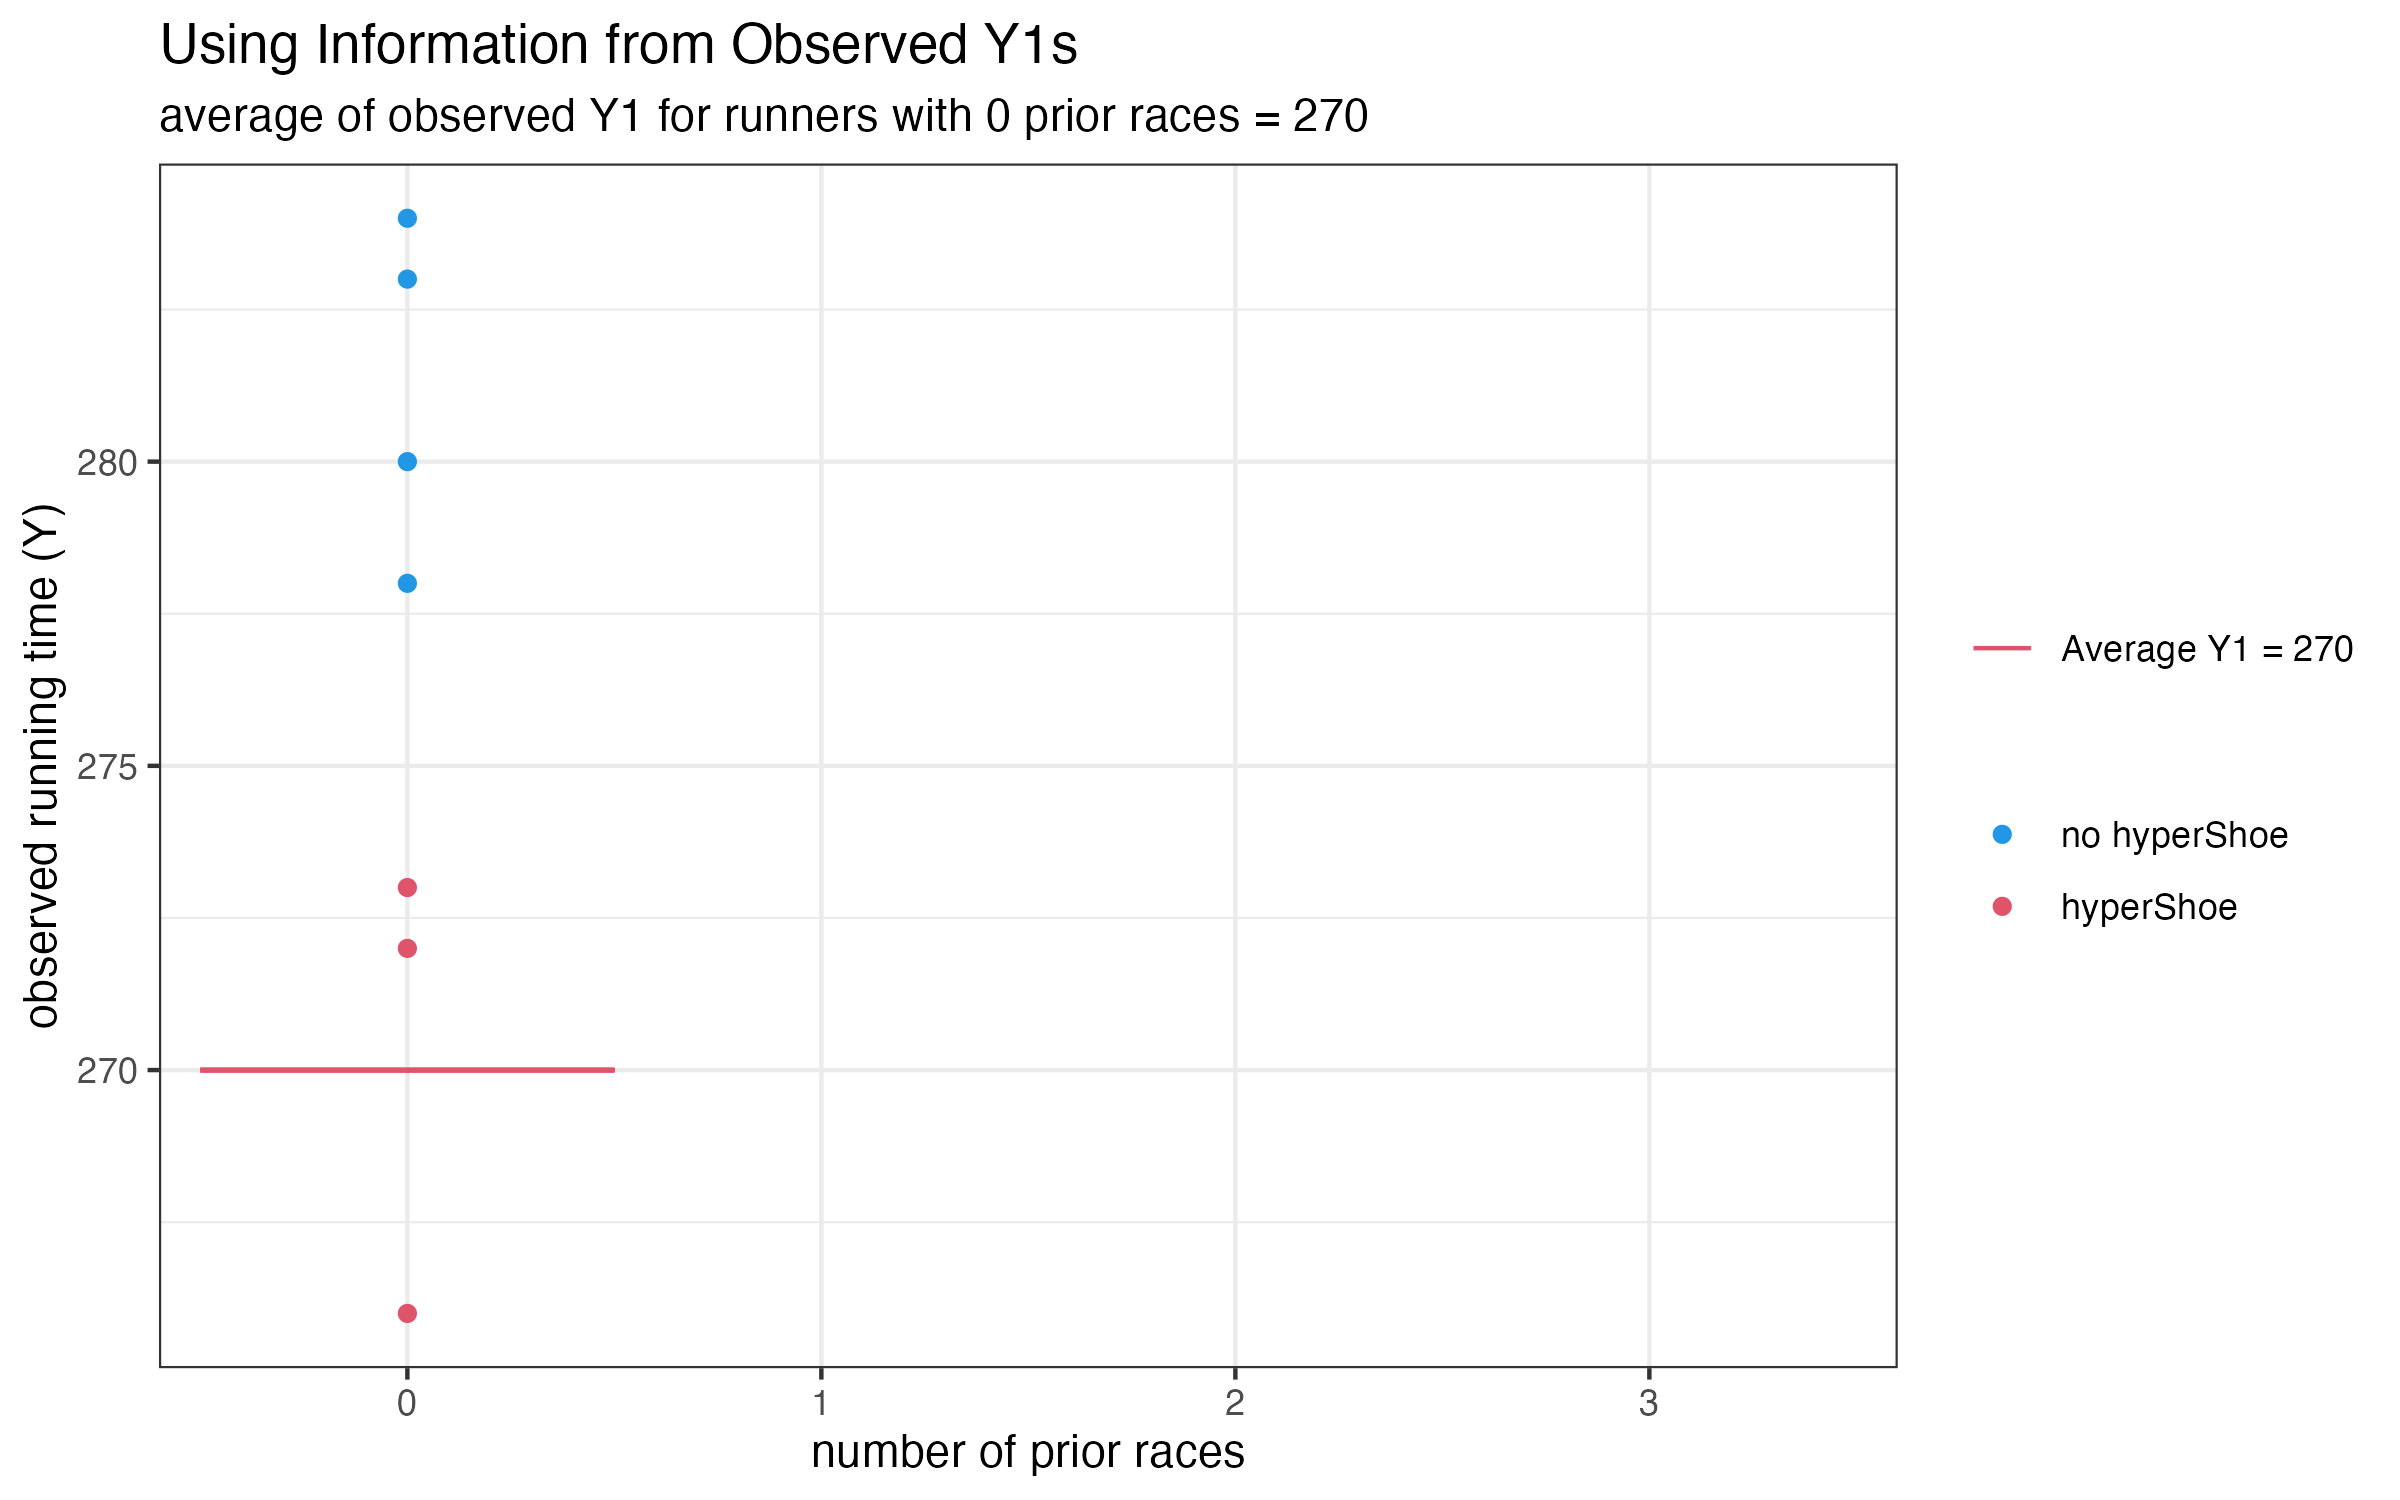 Using Information from Observed Y1s
average of observed Y1 for runners with 0 prior races = 270
observed running time (Y)
280
275
270
0
1
2
3
number of prior races
Average Y1 = 270
no hyperShoe
hyperShoe